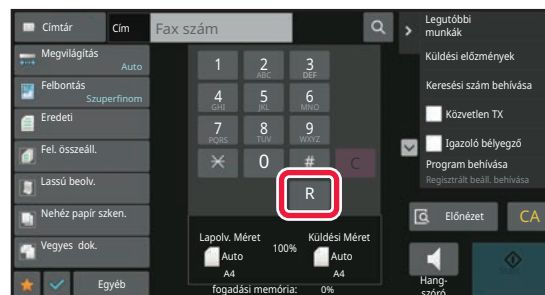 Címtár
Cím
Fax szám
Legutóbbi
munkák
Megvilágítás
Auto
Küldési előzmények
Felbontás
Szuperfinom
Keresési szám behívása
Eredeti
Közvetlen TX
Fel. összeáll.
Igazoló bélyegző
Lassú beolv.
Program behívása
Regisztrált beáll. behívása
Nehéz papír szken.
Vegyes dok.
Egyéb
1
2
ABC
3
DEF
4
GHI
5
JKL
6
MNO
7
PQRS
8
TUV
9
WXYZ
0
#
C
R
Lapolv. Méret
100%
Küldési Méret
Auto
A4
Auto
A4
fogadási memória: 0%
Előnézet
CA
Hang-
szóró